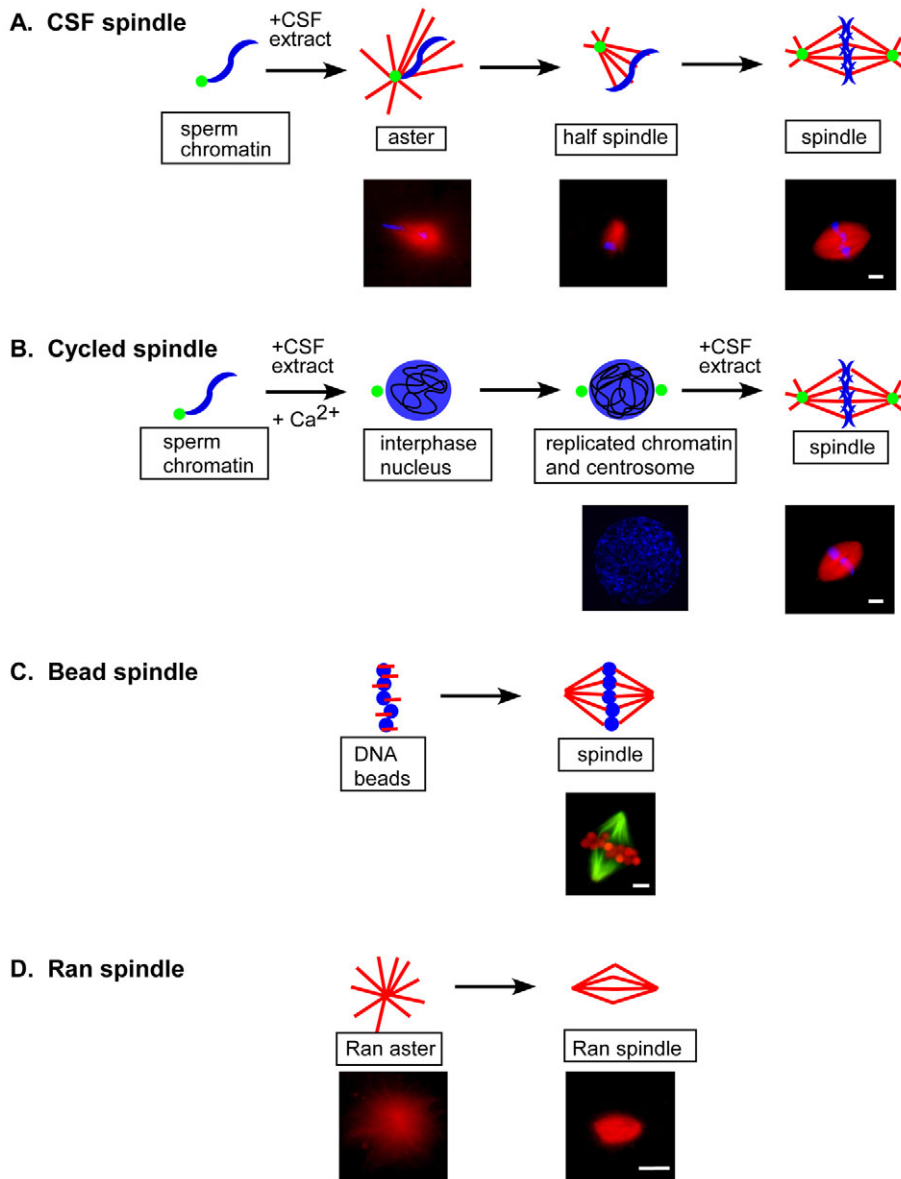 A. CSF spindle
+CSF
extract
sperm
chromatin
aster
half spindle
spindle
B. Cycled spindle
+CSF
extract
+ Ca2+
+CSF
extract
sperm
chromatin
interphase
nucleus
replicated chromatin
and centrosome
spindle
C. Bead spindle
DNA
beads
spindle
D. Ran spindle
Ran aster
Ran spindle